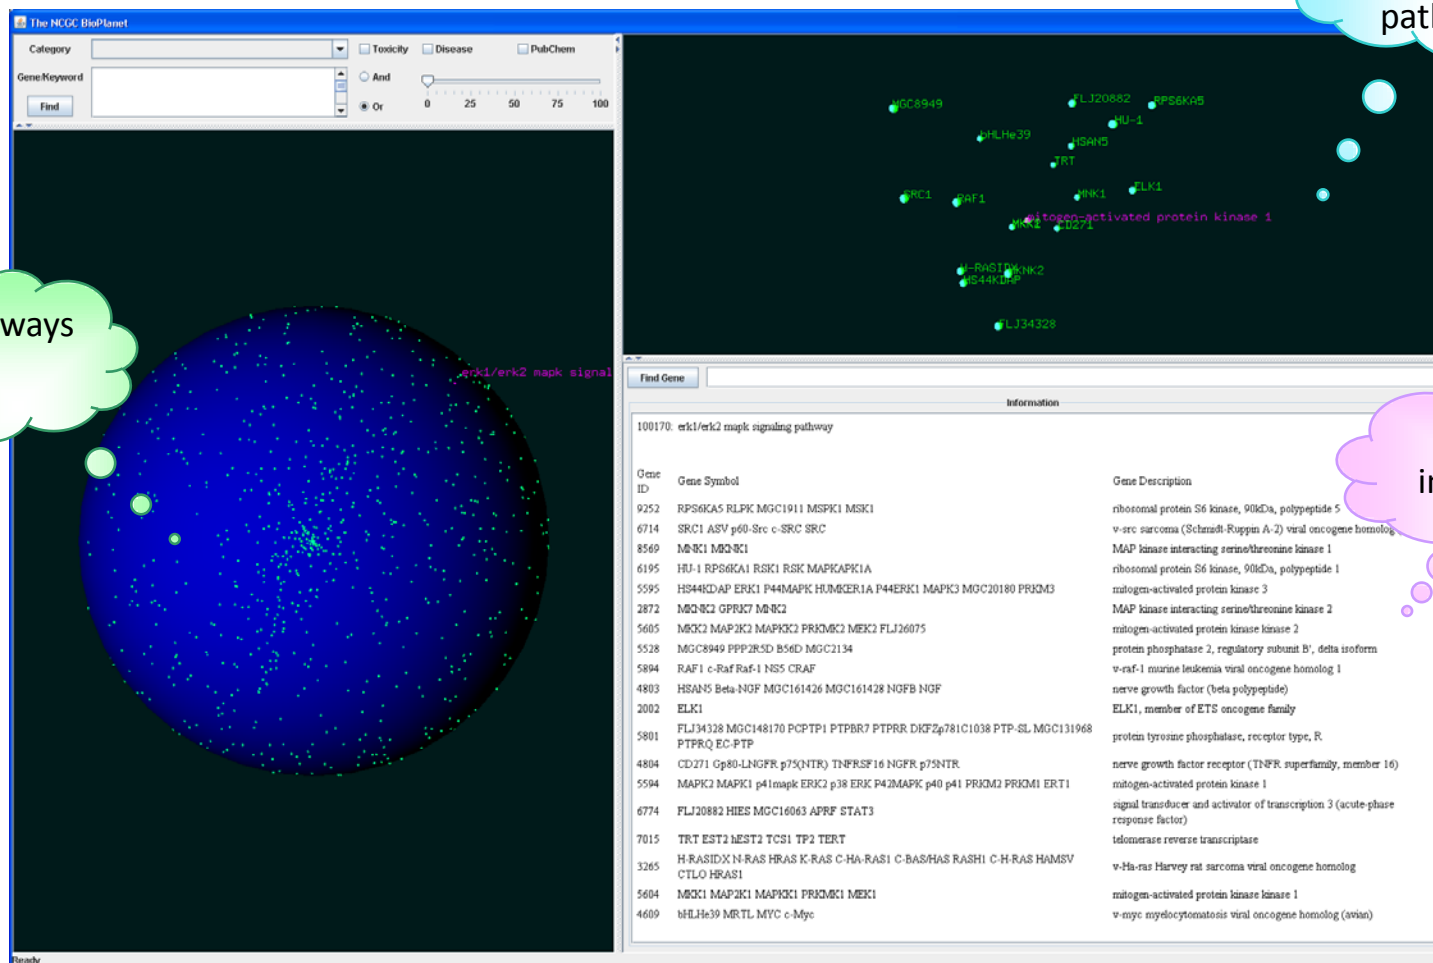 The NCGC BioPlanet
path
Category
Toxicity
Disease
PubChem
Gene/Keyword
And
Find
Or
0 25 50 75 100
MGC8949
FLJ20882
RPS6KA5
HU-1
bHLHe39
HSAN5
TRT
SRC1
RAF1
MNK1
ELK1
mitogen-activated protein kinase 1
CD271
H-RASIDX
MKNK2
HS44KDAP
FLJ34328
ways
erk1/erk2 mapk signal
Find Gene
Information
100170: erk1/erk2 mapk signaling pathway
in
Gene ID Gene Symbol Gene Description
9252 RPS6KA5 RLPK MGC1911 MSPK1 MSK1 ribosomal protein S6 kinase, 90kDa, polypeptide 5
6714 SRC1 ASV p60-Src c-SRC SRC v-src sarcoma (Schmidt-Ruppin A-2) viral oncogene homolog
8569 MNK1 MKNK1 MAP kinase interacting serine/threonine kinase 1
6195 HU-1 RPS6KA1 RSK1 RSK MAPKAPK1A ribosomal protein S6 kinase, 90kDa, polypeptide 1
5595 HS44KDAP ERK1 P44MAPK HUMKER1A P44ERK1 MAPK3 MGC20180 PRKM3 mitogen-activated protein kinase 3
2872 MKNK2 GPRK7 MNK2 MAP kinase interacting serine/threonine kinase 2
5605 MKK2 MAP2K2 MAPKK2 PRKMK2 MEK2 FLJ26075 mitogen-activated protein kinase kinase 2
5528 MGC8949 PPP2R5D B56D MGC2134 protein phosphatase 2, regulatory subunit B', delta isoform
5894 RAF1 c-Raf Raf-1 NS5 CRAF v-raf-1 murine leukemia viral oncogene homolog 1
4803 HSAN5 Beta-NGF MGC161426 MGC161428 NGFB NGF nerve growth factor (beta polypeptide)
2002 ELK1 ELK1, member of ETS oncogene family
5801 FLJ34328 MGC148170 PCPTP1 PTPBR7 PTPRR DKFZp781C1038 PTP-SL MGC131968
PTPRQ EC-PTP protein tyrosine phosphatase, receptor type, R
4804 CD271 Gp80-LNGFR p75(NTR) TNFRSF16 NGFR p75NTR nerve growth factor receptor (TNFR superfamily, member 16)
5594 MAPK2 MAPK1 p41mapk ERK2 p38 ERK P42MAPK p40 p41 PRKM2 PRKM1 ERT1 mitogen-activated protein kinase 1
6774 FLJ20882 HIES MGC16063 APRF STAT3 signal transducer and activator of transcription 3 (acute-phase
response factor)
7015 TRT EST2 hEST2 TCS1 TP2 TERT telomerase reverse transcriptase
3265 H-RASIDX N-RAS HRAS K-RAS C-HA-RAS1 C-BAS/HAS RASH1 C-H-RAS HAMSV
CTLO HRAS1 v-Ha-ras Harvey rat sarcoma viral oncogene homolog
5604 MKK1 MAP2K1 MAPKK1 PRKMK1 MEK1 mitogen-activated protein kinase kinase 1
4609 bHLHe39 MRTL MYC c-Myc v-myc myelocytomatosis viral oncogene homolog (avian)
Ready